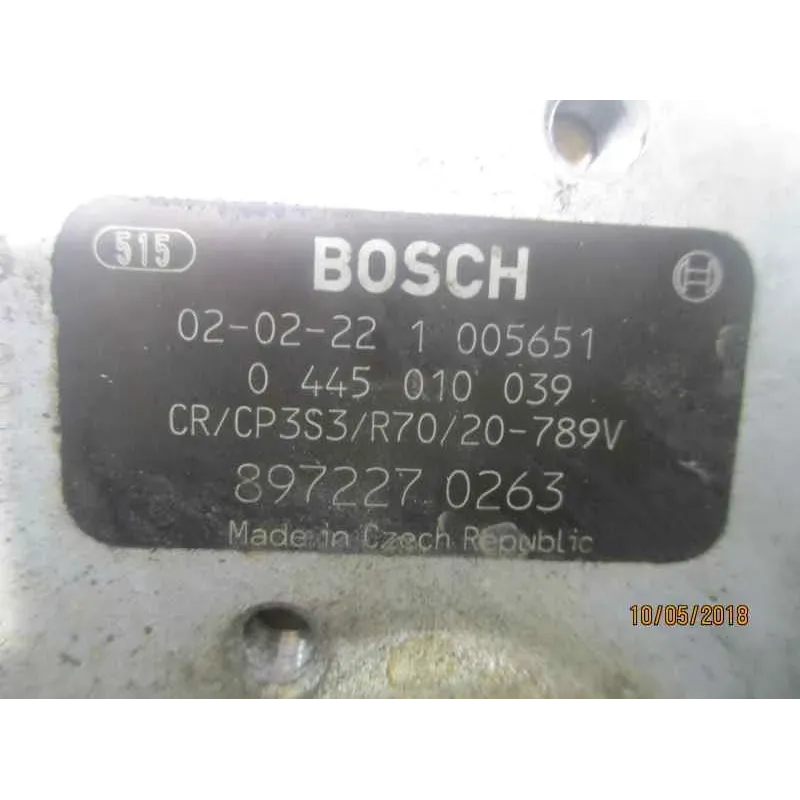 515
BOSCH
02-02-22 1 005651
0 445 010 039
CR/CP3S3/R70/20-789V
897227 0263
Made in Czech Republic
10/05/2018